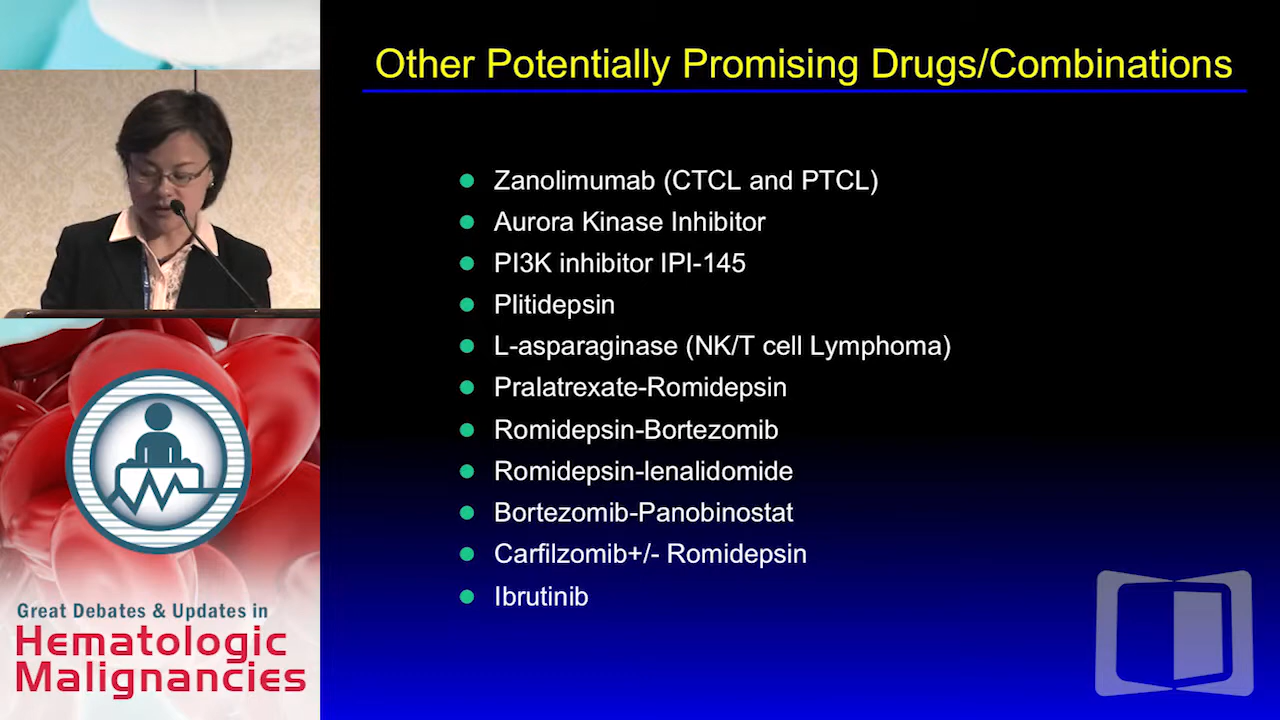 Other Potentially Promising Drugs/Combinations
Zanolimumab (CTCL and PTCL)
Aurora Kinase Inhibitor
PI3K inhibitor IPI-145
Plitidepsin
L-asparaginase (NK/T cell Lymphoma)
Pralatrexate-Romidepsin
Romidepsin-Bortezomib
Romidepsin-lenalidomide
Bortezomib-Panobinostat
Carfilzomib+/- Romidepsin
Ibrutinib
Great Debates & Updates in
Hematologic
Malignancies